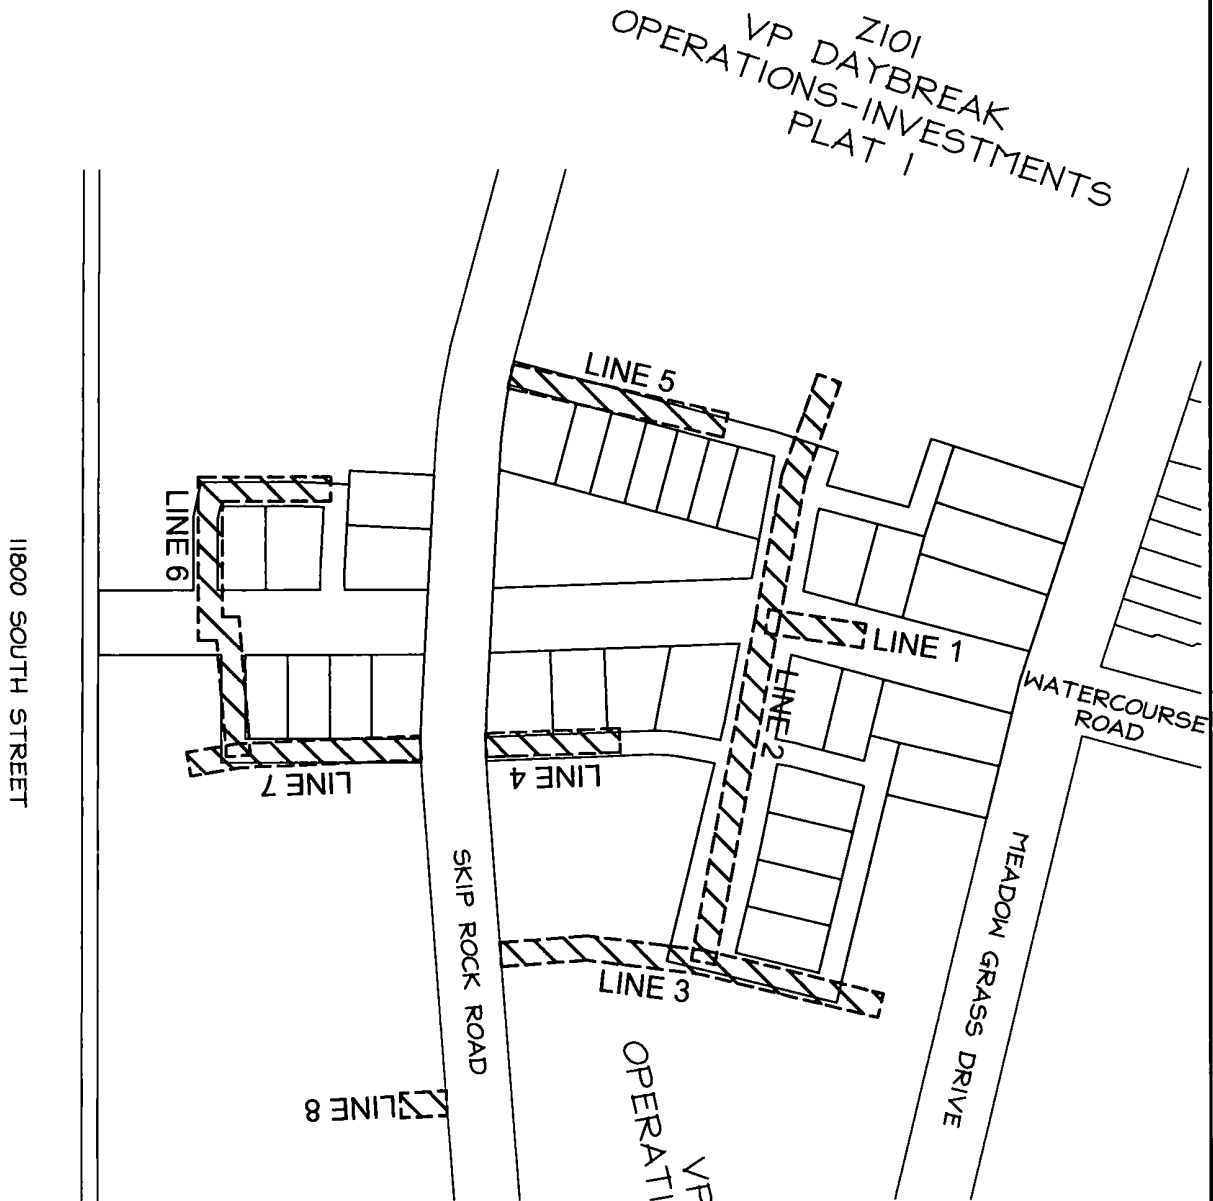 Z101
VP DAYBREAK
OPERATIONS-INVESTMENTS
PLAT 1
LINE 5
LINE 6
LINE 1
LINE 2
WATERCOURSE
ROAD
11800 SOUTH STREET
LINE 7
LINE 4
SKIP ROCK ROAD
MEADOW GRASS DRIVE
LINE 3
LINE 8
VP
OPERATI